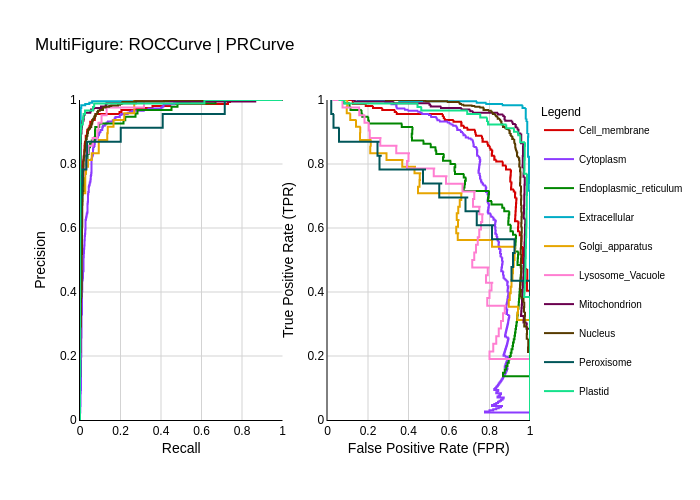 MultiFigure: ROCCurve | PRCurve
Precision
1
0.8
0.6
0.4
0.2
0
0 0.2 0.4 0.6 0.8 1
Recall
True Positive Rate (TPR)
1
0.8
0.6
0.4
0.2
0
0 0.2 0.4 0.6 0.8 1
False Positive Rate (FPR)
Legend
Cell_membrane
Cytoplasm
Endoplasmic_reticulum
Extracellular
Golgi_apparatus
Lysosome_Vacuole
Mitochondrion
Nucleus
Peroxisome
Plastid